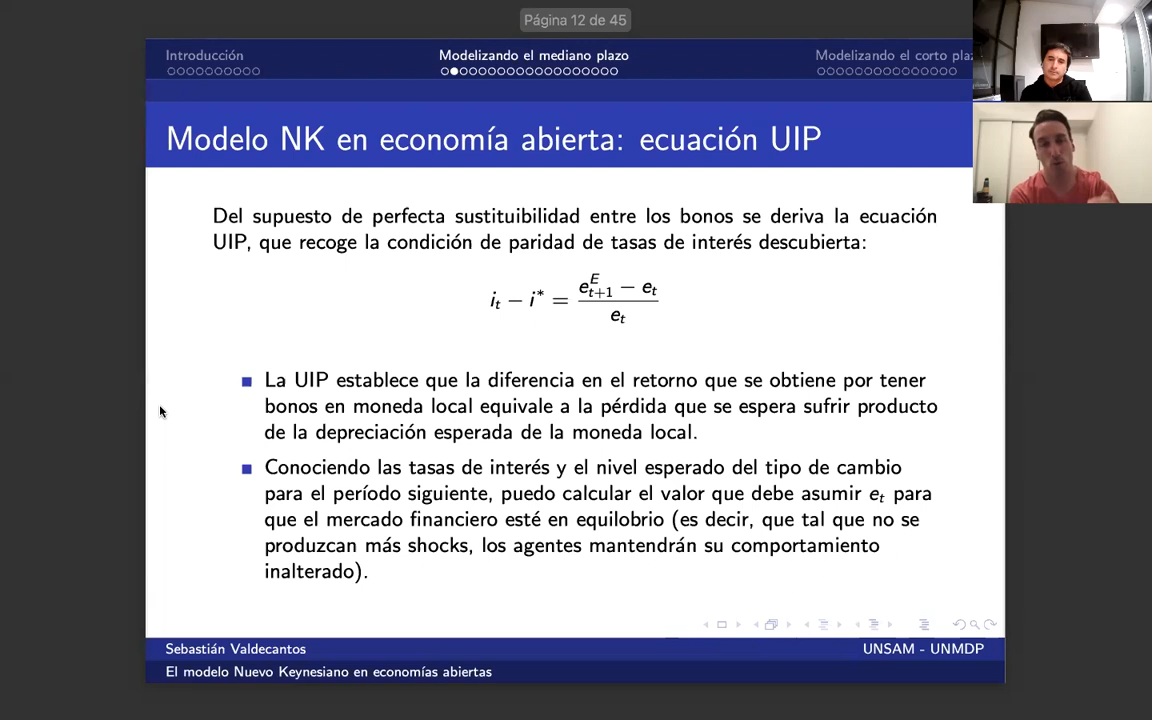 Página 12 de 45
Introducción
Modelizando el mediano plazo
Modelizando el corto pla
Modelo NK en economía abierta: ecuación UIP
Del supuesto de perfecta sustituibilidad entre los bonos se deriva la ecuación
UIP, que recoge la condición de paridad de tasas de interés descubierta:
i_t − i^* = \frac{e^E_{t+1} − e_t}{e_t}
La UIP establece que la diferencia en el retorno que se obtiene por tener
bonos en moneda local equivale a la pérdida que se espera sufrir producto
de la depreciación esperada de la moneda local.
Conociendo las tasas de interés y el nivel esperado del tipo de cambio
para el período siguiente, puedo calcular el valor que debe asumir e_t para
que el mercado financiero esté en equilobrio (es decir, que tal que no se
produzcan más shocks, los agentes mantendrán su comportamiento
inalterado).
Sebastián Valdecantos
UNSAM - UNMDP
El modelo Nuevo Keynesiano en economías abiertas